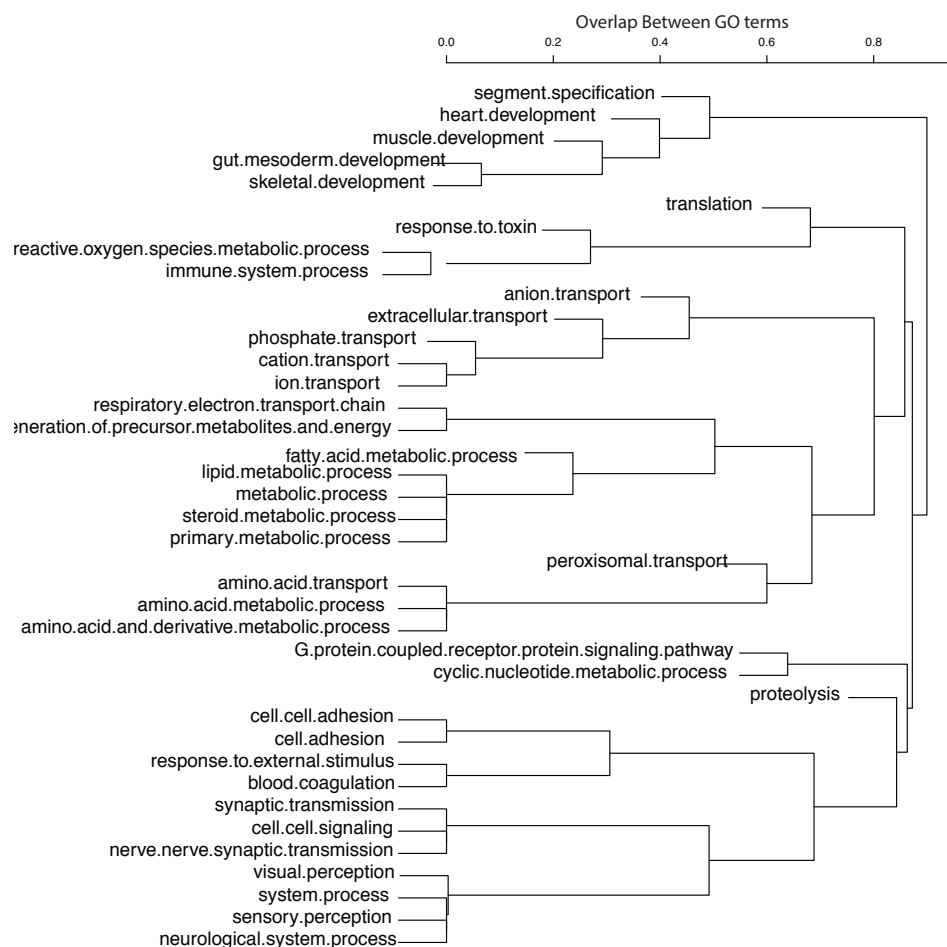 Overlap Between GO terms
0.0 0.2 0.4 0.6 0.8
segment.specification
heart.development
muscle.development
gut.mesoderm.development
skeletal.development
translation
response.to.toxin
reactive.oxygen.species.metabolic.process
immune.system.process
anion.transport
extracellular.transport
phosphate.transport
cation.transport
ion.transport
respiratory.electron.transport.chain
eneration.of.precursor.metabolites.and.energy
fatty.acid.metabolic.process
lipid.metabolic.process
metabolic.process
steroid.metabolic.process
primary.metabolic.process
peroxisomal.transport
amino.acid.transport
amino.acid.metabolic.process
amino.acid.and.derivative.metabolic.process
G.protein.coupled.receptor.protein.signaling.pathway
cyclic.nucleotide.metabolic.process
proteolysis
cell.cell.adhesion
cell.adhesion
response.to.external.stimulus
blood.coagulation
synaptic.transmission
cell.cell.signaling
nerve.nerve.synaptic.transmission
visual.perception
system.process
sensory.perception
neurological.system.process